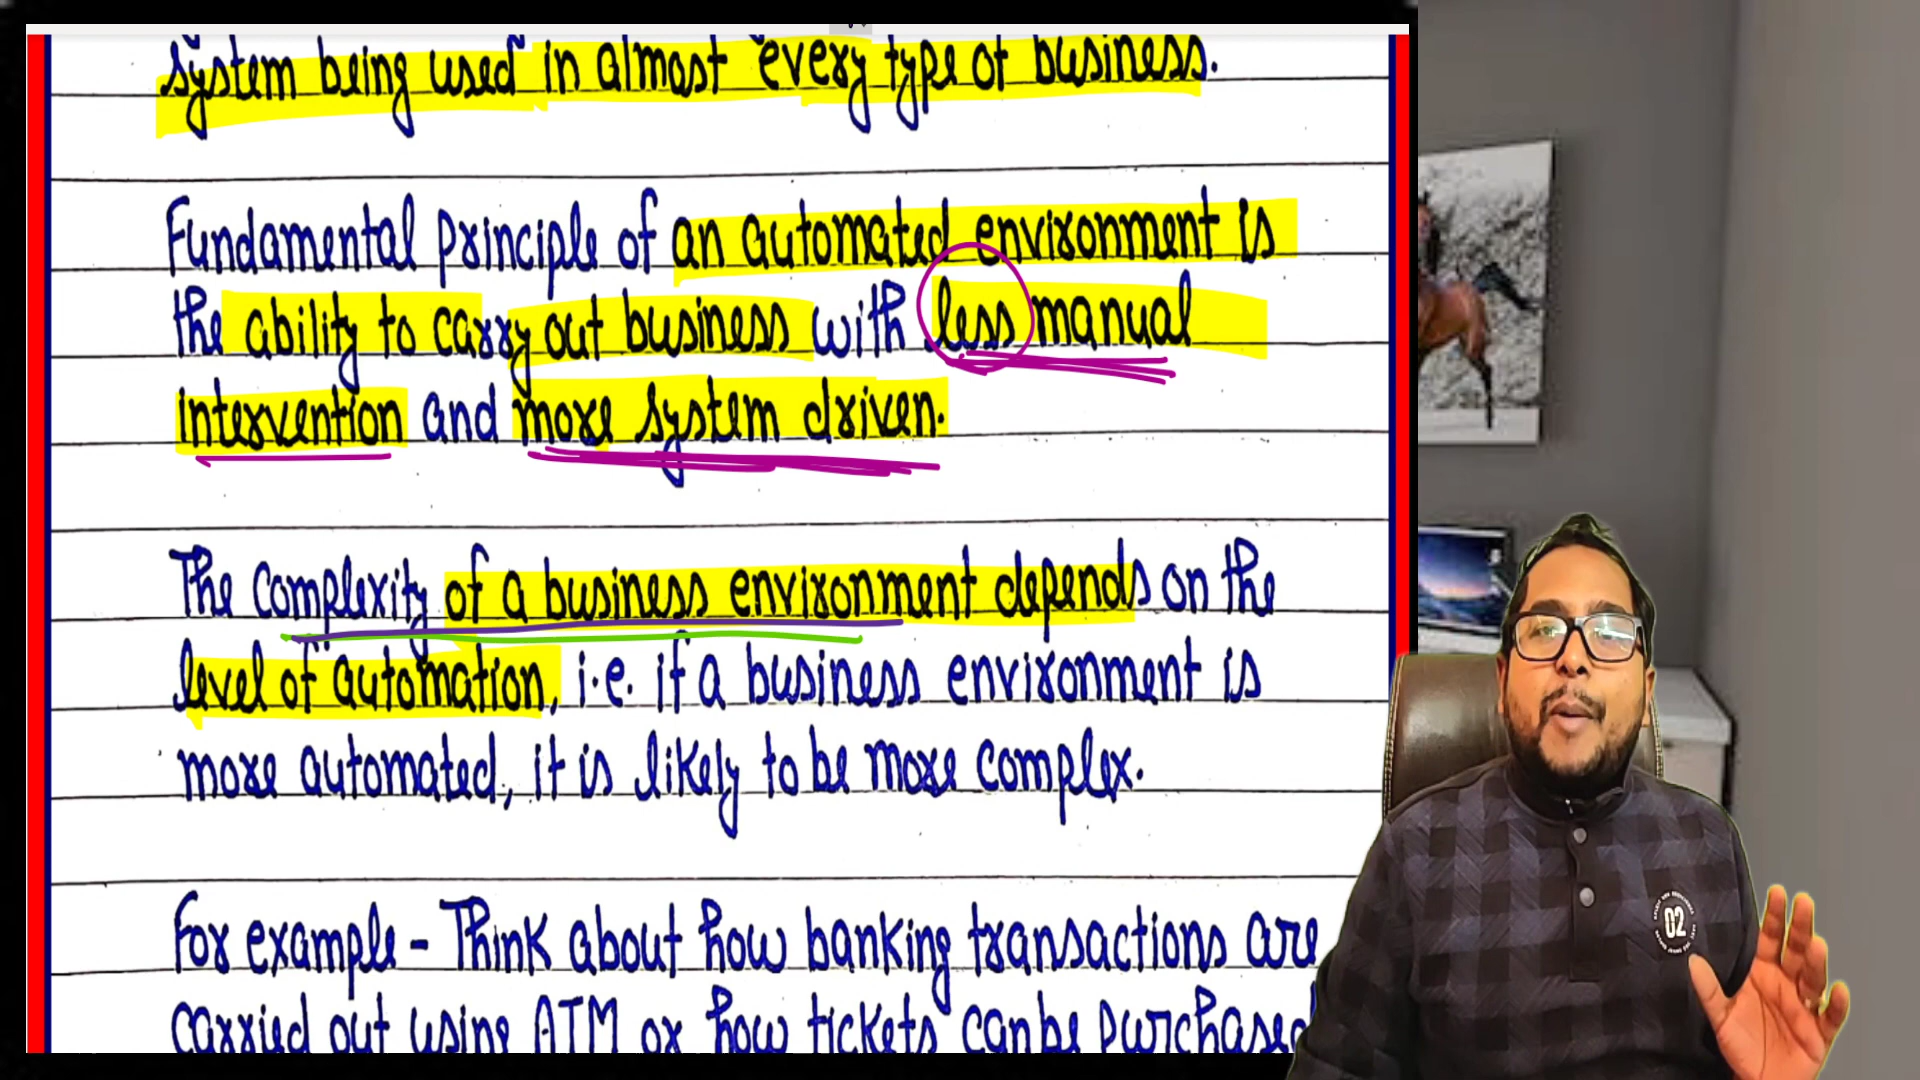 system being used in almost every type of business.
Fundamental principle of an automated environment is
the ability to carry out business with less manual
intervention and more system driven.
The complexity of a business environment depends on the
level of automation, i.e. if a business environment is
more automated, it is likely to be more complex.
For example - Think about how banking transactions are
carried out using ATM or how tickets can be purchased
02